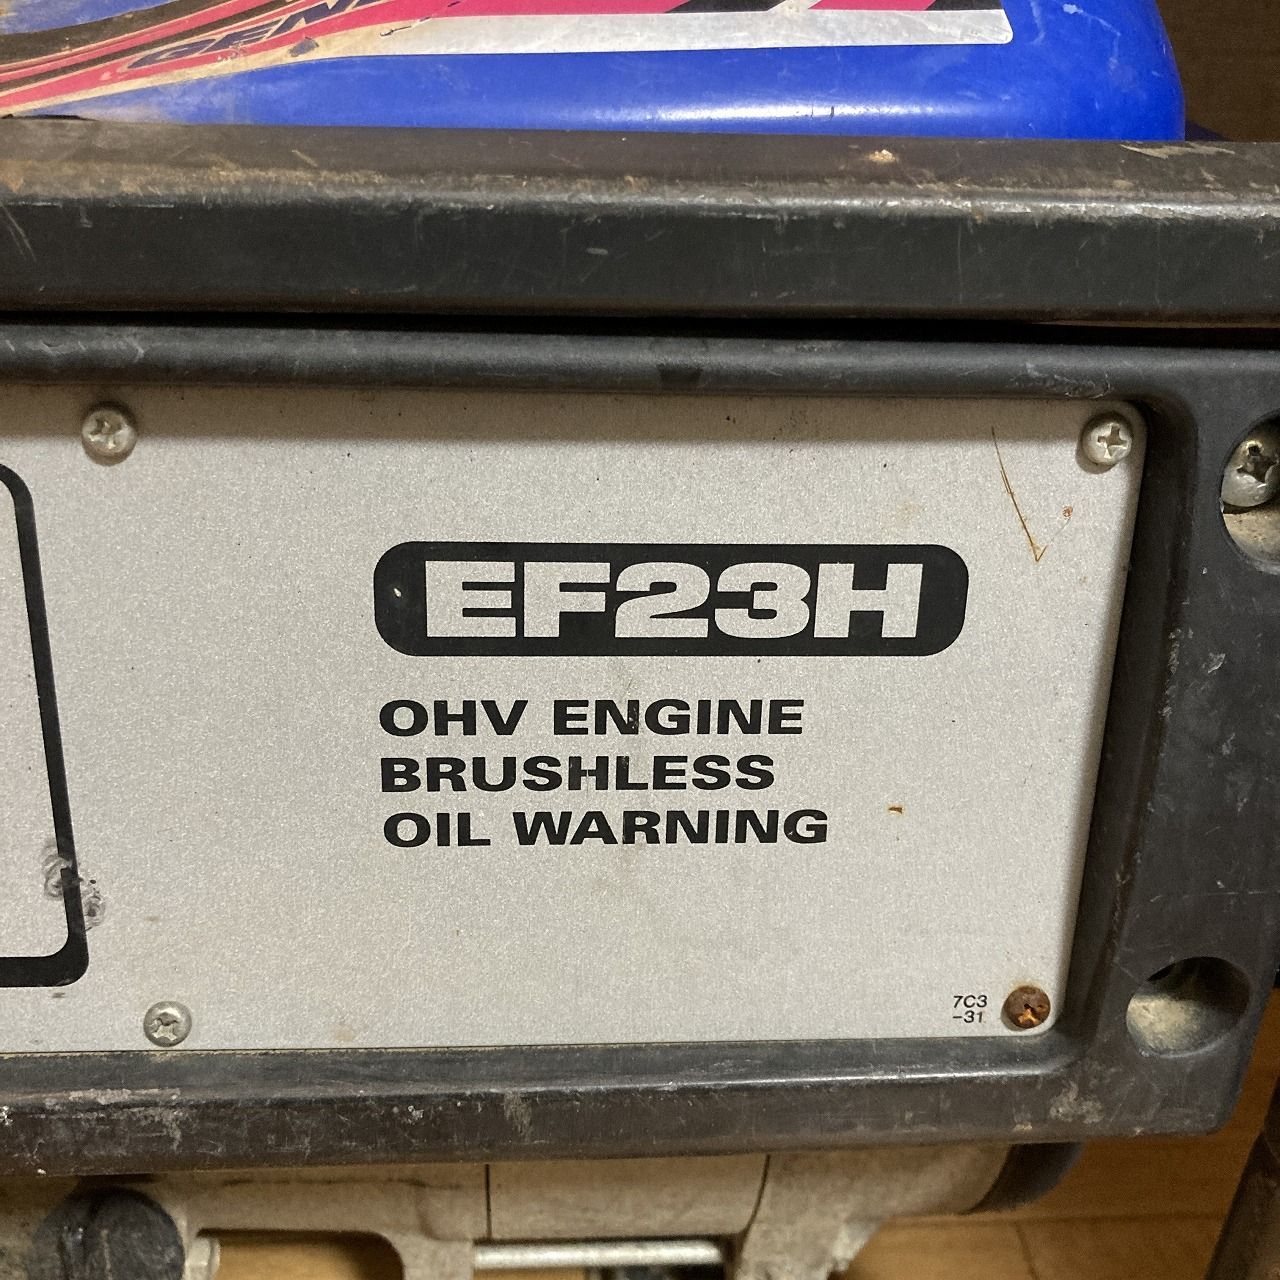 EF23H
OHV ENGINE
BRUSHLESS
OIL WARNING
7C3
-31